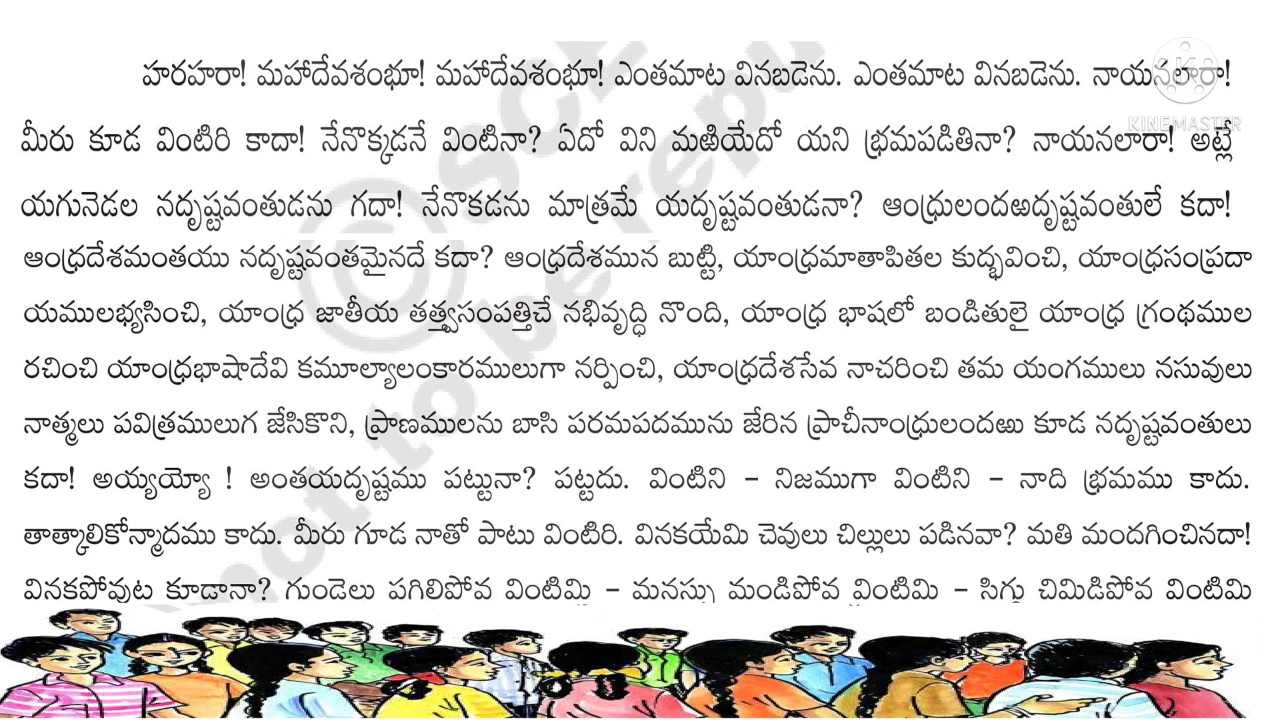 హరహరా! మహాదేవశంభూ! మహాదేవశంభూ! ఎంతమాట వినబడెను. ఎంతమాట వినబడెను. నాయనలారా!
KINEMASTER
మీరు కూడ వింటిరి కాదా! నేనొక్కడనే వింటినా? ఏదో విని మఱియేదో యని భ్రమపడితినా? నాయనలారా! అట్లే
యగునెడల నదృష్టవంతుడను గదా! నేనొకడను మాత్రమే యదృష్టవంతుడనా? ఆంధ్రులందఱదృష్టవంతులే కదా!
ఆంధ్రదేశమంతయు నదృష్టవంతమైనదే కదా? ఆంధ్రదేశమున బుట్టి, యాంధ్రమాతాపితల కుద్భవించి, యాంధ్రసంప్రదా
యములభ్యసించి, యాంధ్ర జాతీయ తత్త్వసంపత్తిచే నభివృద్ధి నొంది, యాంధ్ర భాషలో బండితులై యాంధ్ర గ్రంథముల
రచించి యాంధ్రభాషాదేవి కమూల్యాలంకారములుగా నర్పించి, యాంధ్రదేశసేవ నాచరించి తమ యంగములు నసువులు
నాత్మలు పవిత్రములుగ జేసికొని, ప్రాణములను బాసి పరమపదమును జేరిన ప్రాచీనాంధ్రులందఱు కూడ నదృష్టవంతులు
కదా! అయ్యయ్యో ! అంతయదృష్టము పట్టునా? పట్టదు. వింటిని – నిజముగా వింటిని – నాది భ్రమము కాదు.
తాత్కాలికోన్మాదము కాదు. మీరు గూడ నాతో పాటు వింటిరి. వినకయేమి చెవులు చిల్లులు పడినవా? మతి మందగించినదా!
వినకపోవుట కూడానా? గుండెలు పగిలిపోవ వింటిమి – మనస్సు మండిపోవ వింటిమి – సిగ్గు చిమిడిపోవ వింటిమి
not to be republished